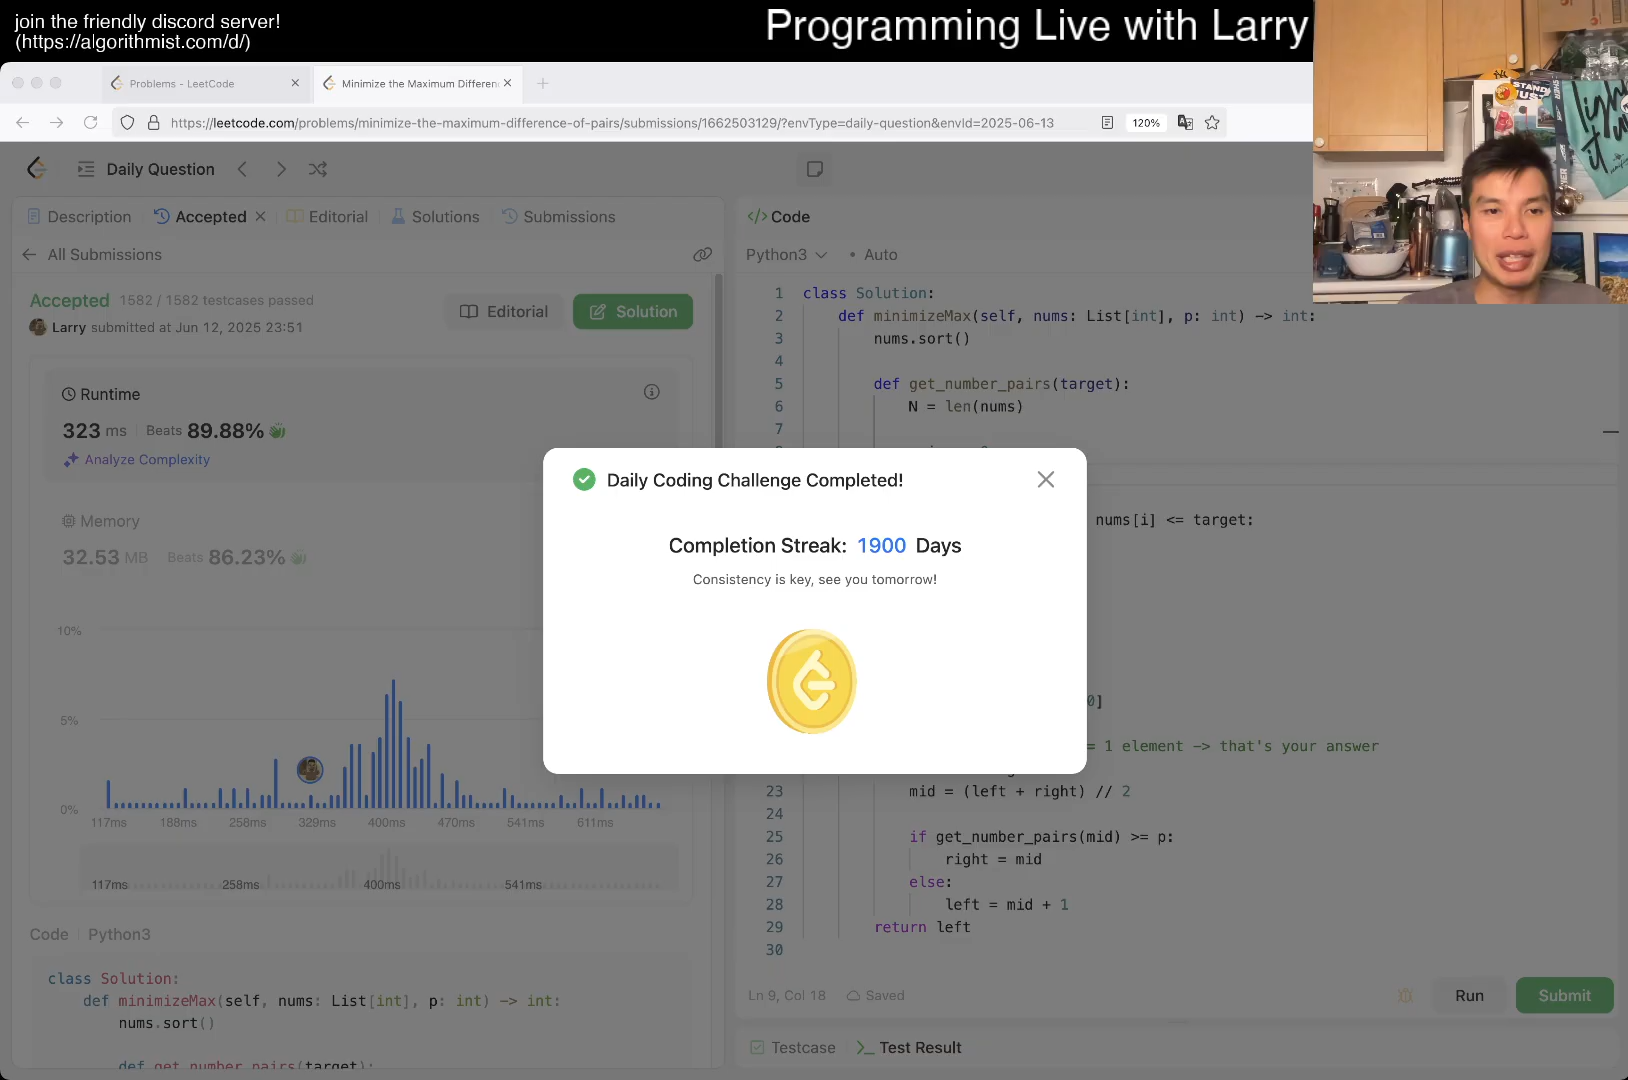 join the friendly discord server!
(https://algorithmist.com/d/)
Programming Live with Larry
Problems - LeetCode
Minimize the Maximum Differen
https://leetcode.com/problems/minimize-the-maximum-difference-of-pairs/submissions/1662503129/?envType=daily-question&envId=2025-06-13
120%
Daily Question
Description
Accepted
Editorial
Solutions
Submissions
All Submissions
Accepted 1582 / 1582 testcases passed
Larry submitted at Jun 12, 2025 23:51
Editorial
Solution
Runtime
323 ms Beats 89.88%
Analyze Complexity
Memory
32.53 MB Beats 86.23%
10%
5%
0%
117ms 188ms 258ms 329ms 400ms 470ms 541ms 611ms
117ms 258ms 400ms 541ms
Code Python3
class Solution:
def minimizeMax(self, nums: List[int], p: int) -> int:
nums.sort()
def get_number_pairs(target):
Daily Coding Challenge Completed!
Completion Streak: 1900 Days
Consistency is key, see you tomorrow!
</> Code
Python3 • Auto
1 class Solution:
2 def minimizeMax(self, nums: List[int], p: int) -> int:
3 nums.sort()
4
5 def get_number_pairs(target):
6 N = len(nums)
7
nums[i] <= target:
0]
= 1 element -> that's your answer
23 mid = (left + right) // 2
24
25 if get_number_pairs(mid) >= p:
26 right = mid
27 else:
28 left = mid + 1
29 return left
30
Ln 9, Col 18 Saved
Run
Submit
Testcase
Test Result
STAND